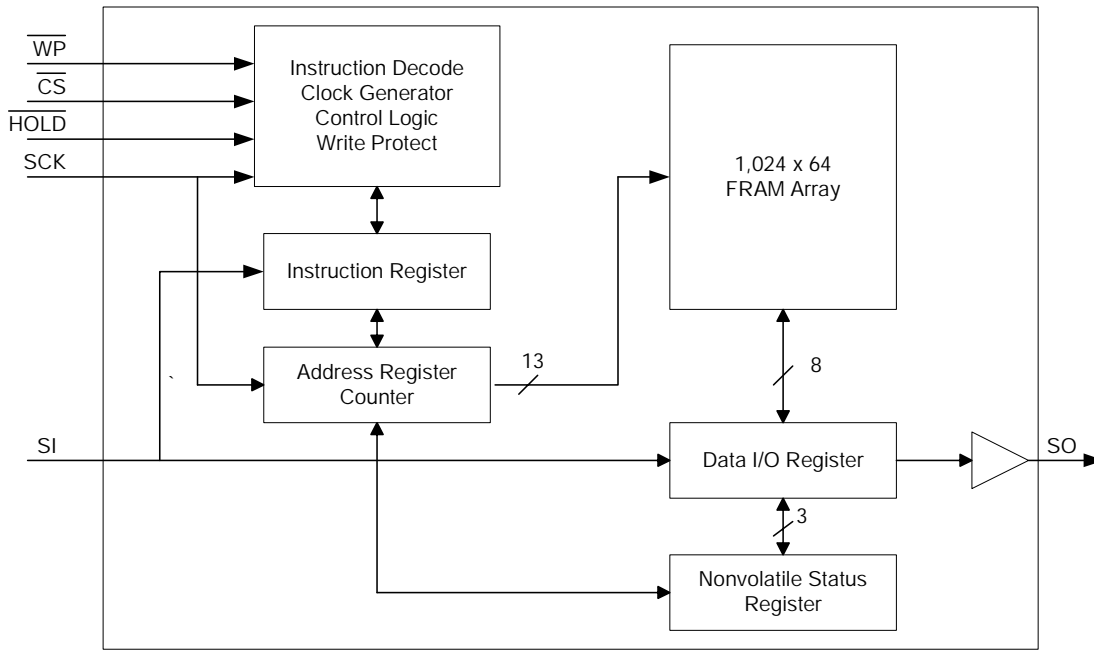 WP
CS
HOLD
SCK
Instruction Decode
Clock Generator
Control Logic
Write Protect
1,024 x 64
FRAM Array
Instruction Register
Address Register
Counter
13
8
`
SI
Data I/O Register
SO
3
Nonvolatile Status
Register